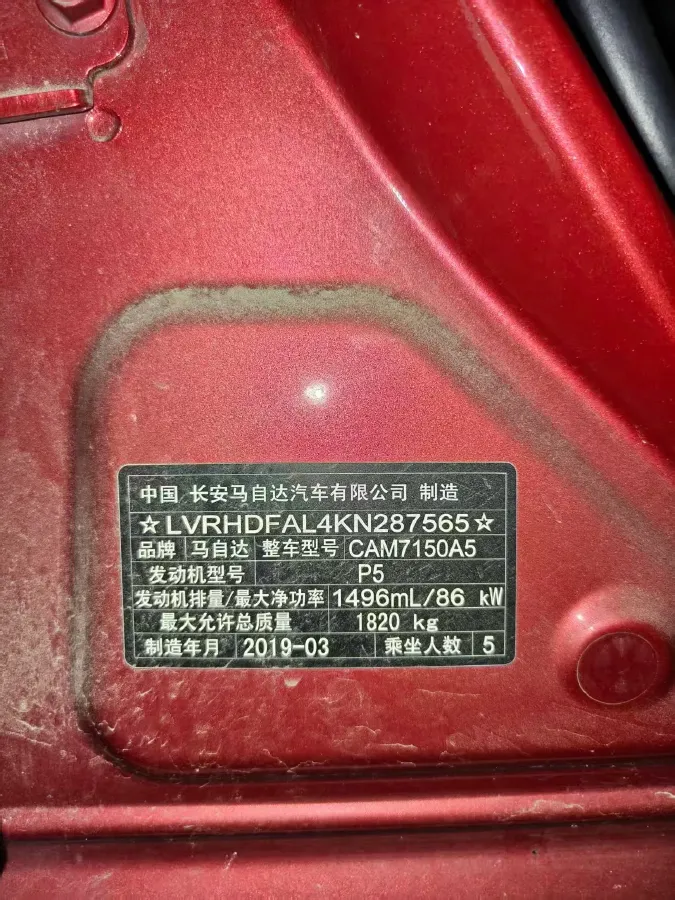 中国 长安马自达汽车有限公司 制造
☆LVRHDFAL4KN287565☆
品牌 马自达 整车型号 CAM7150A5
发动机型号 P5
发动机排量/最大净功率 1496mL/86 kW
最大允许总质量 1820 kg
制造年月 2019-03 乘坐人数 5